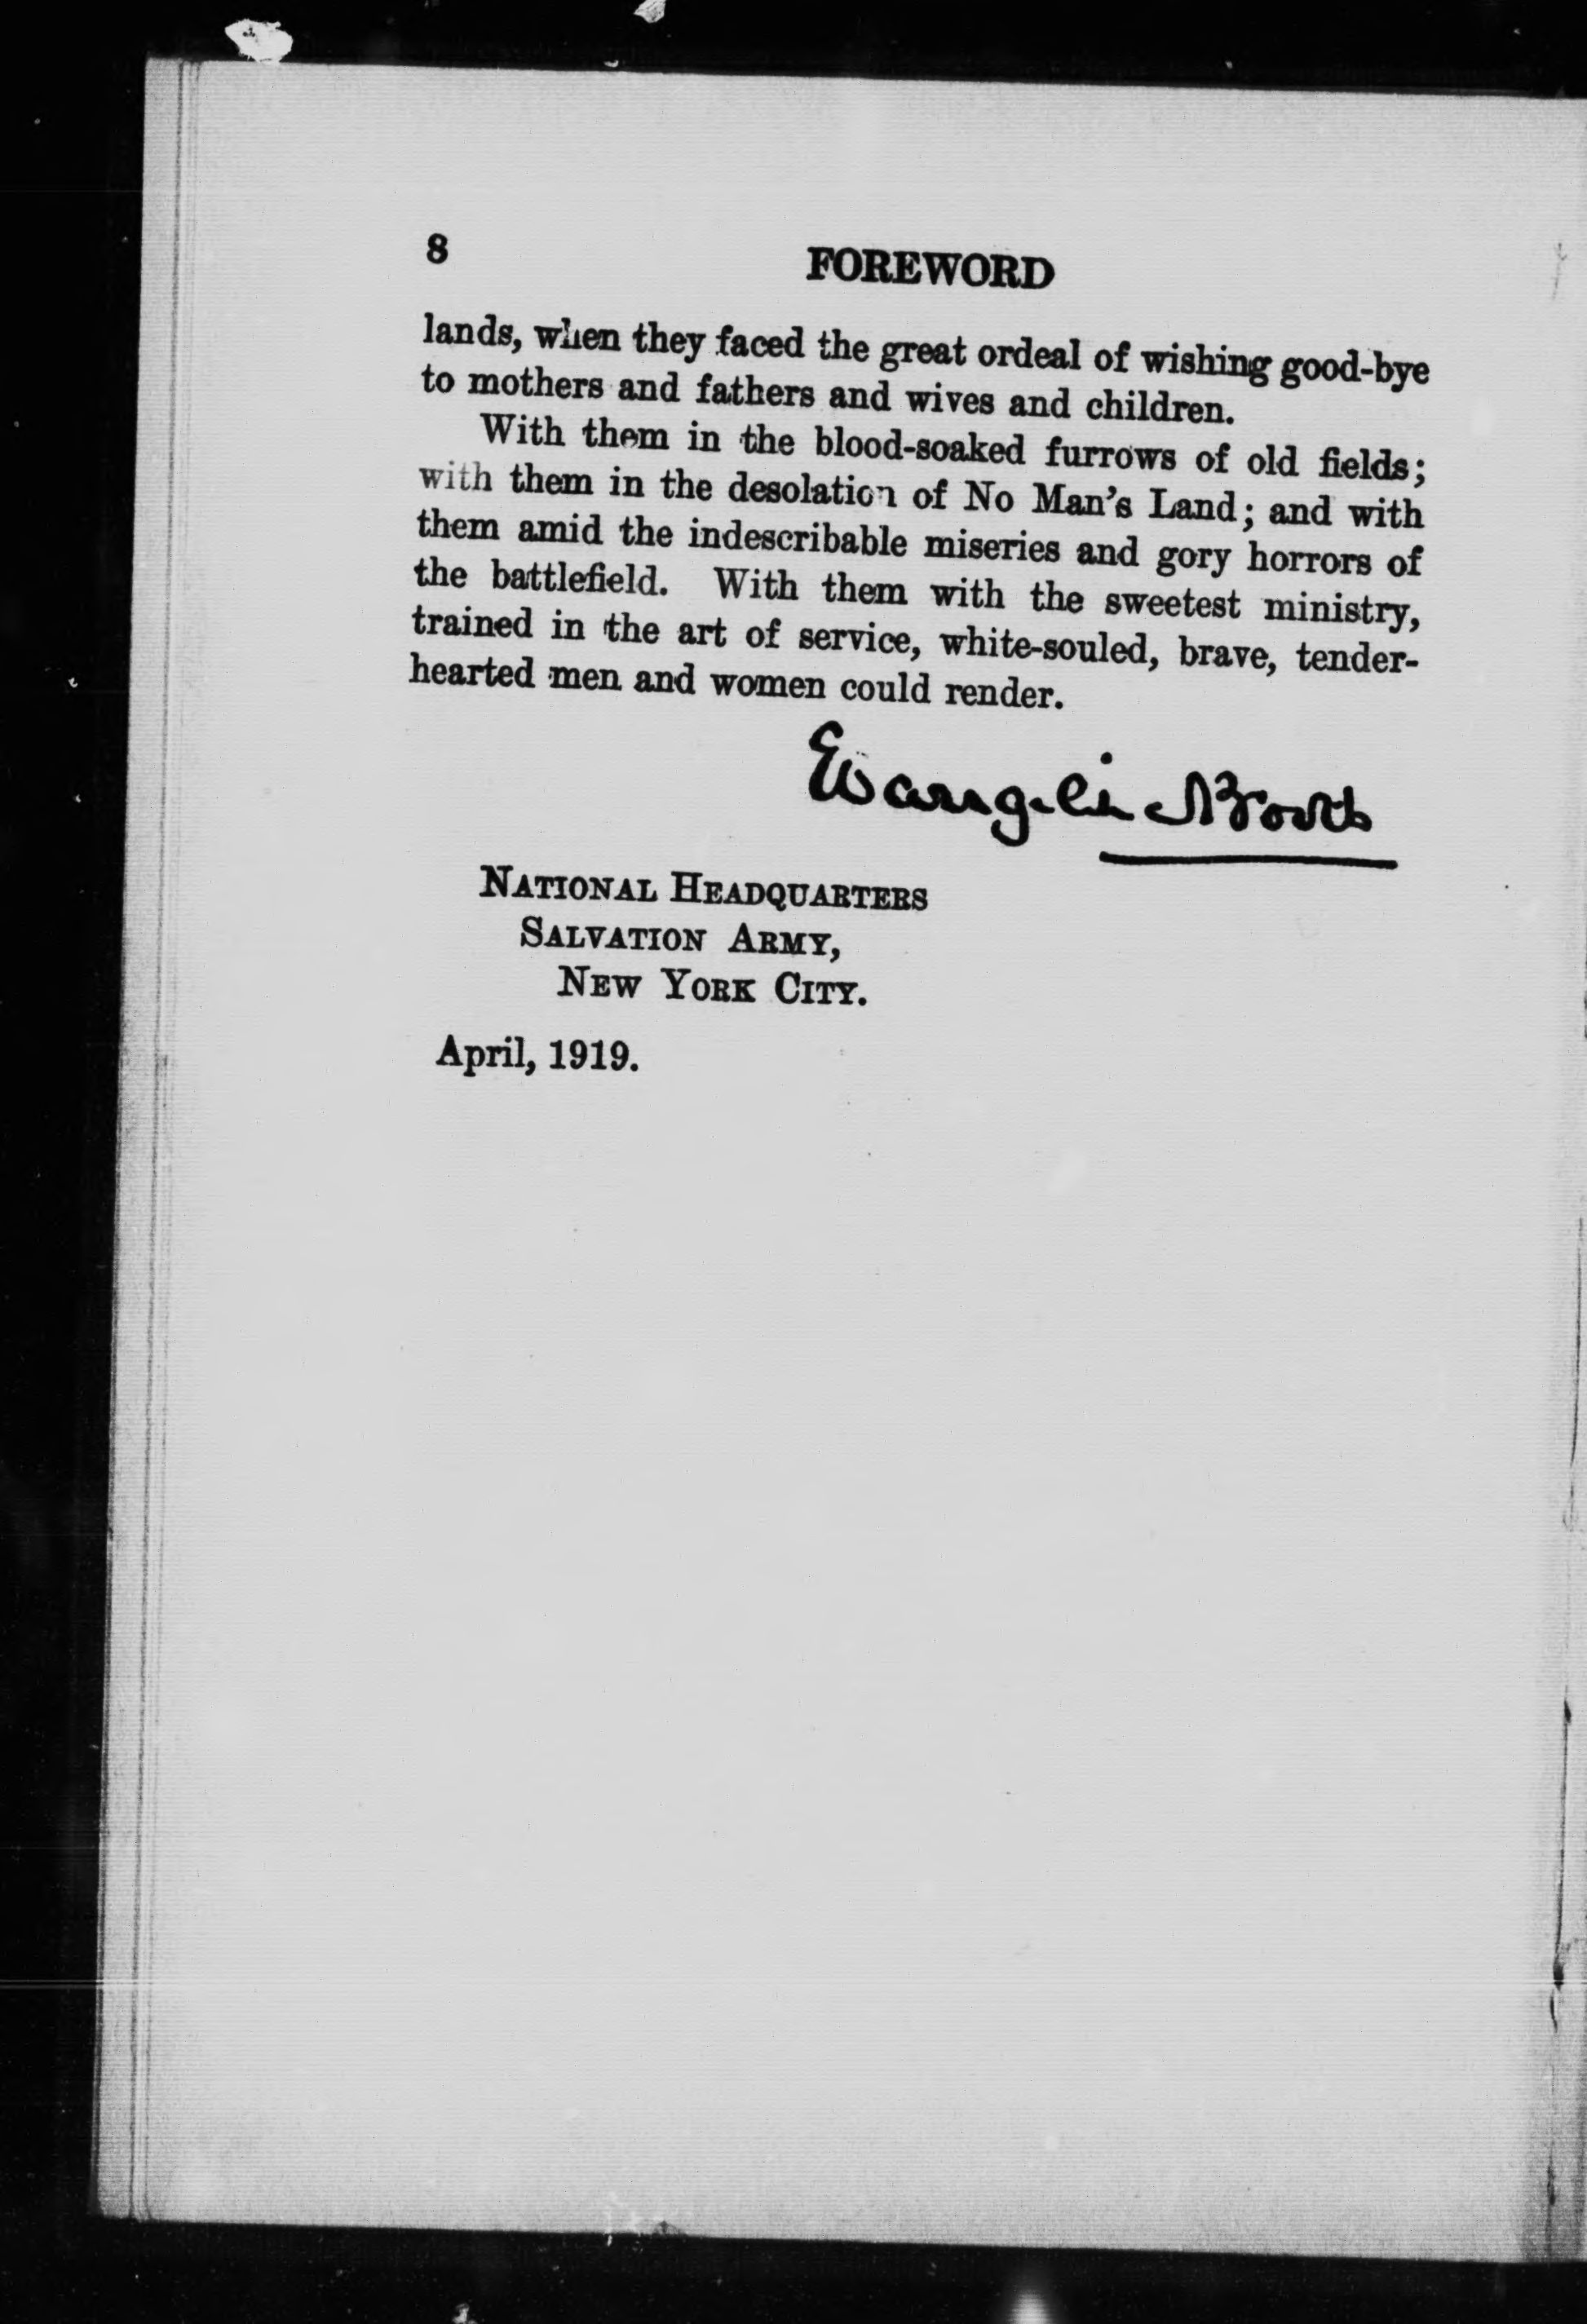 8
FOREWORD
lands, when they faced the great ordeal of wishing good-bye
to mothers and fathers and wives and children.
With them in the blood-soaked furrows of old fields;
with them in the desolation of No Man's Land; and with
them amid the indescribable miseries and gory horrors of
the battlefield. With them with the sweetest ministry,
trained in the art of service, white-souled, brave, tender-
hearted men and women could render.
Evangeline Booth
NATIONAL HEADQUARTERS
SALVATION ARMY,
NEW YORK CITY.
April, 1919.